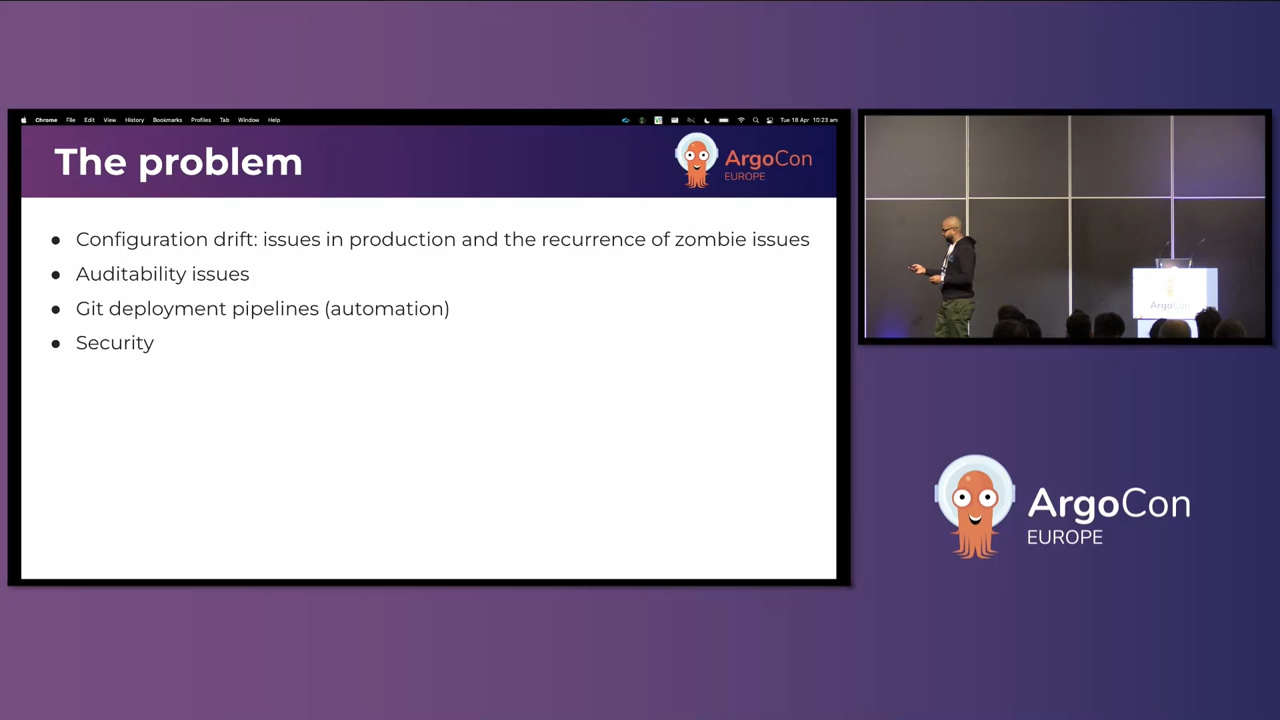 Chrome File Edit View History Bookmarks Profiles Tab Window Help
Tue 18 Apr 10:23 am
The problem
ArgoCon
EUROPE
● Configuration drift: issues in production and the recurrence of zombie issues
● Auditability issues
● Git deployment pipelines (automation)
● Security
ArgoCon
ArgoCon
EUROPE